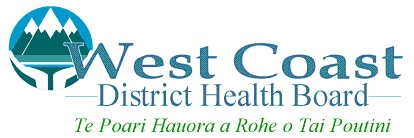 West Coast
District Health Board
Te Poari Hauora a Rohe o Tai Poutini